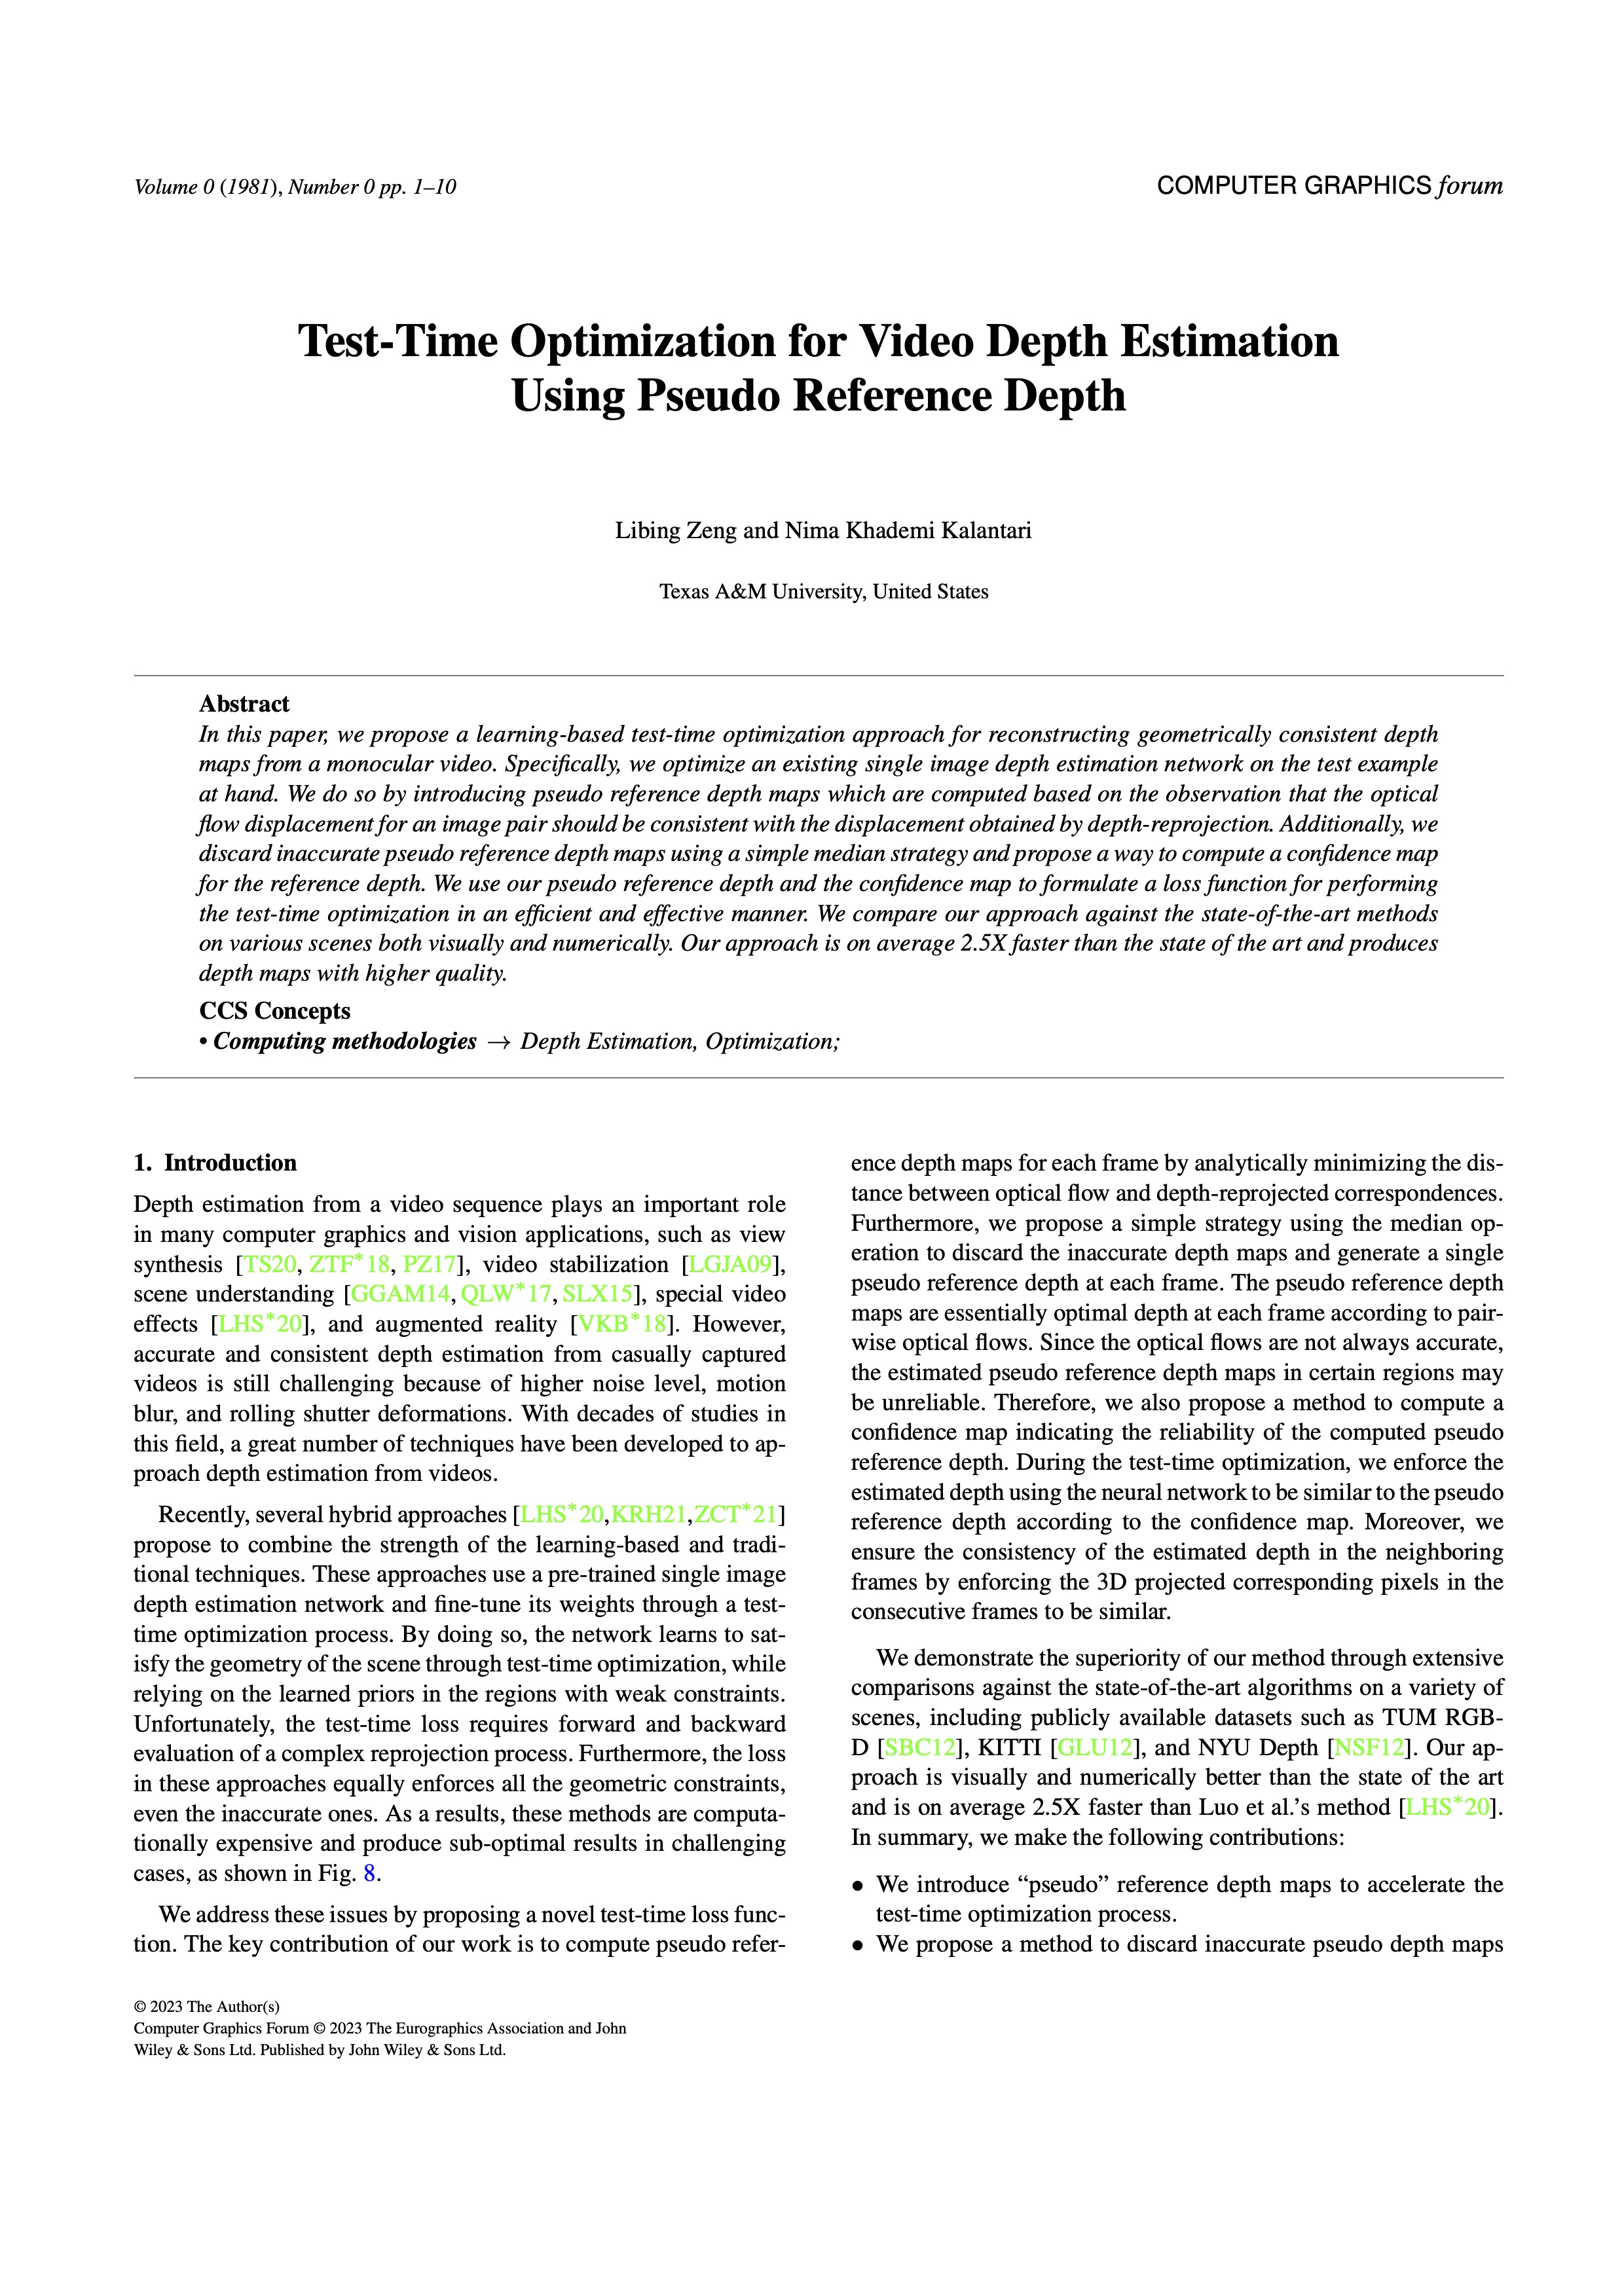 Volume 0 (1981), Number 0 pp. 1–10
COMPUTER GRAPHICS forum
Test-Time Optimization for Video Depth Estimation
Using Pseudo Reference Depth
Libing Zeng and Nima Khademi Kalantari
Texas A&M University, United States
Abstract
In this paper, we propose a learning-based test-time optimization approach for reconstructing geometrically consistent depth
maps from a monocular video. Specifically, we optimize an existing single image depth estimation network on the test example
at hand. We do so by introducing pseudo reference depth maps which are computed based on the observation that the optical
flow displacement for an image pair should be consistent with the displacement obtained by depth-reprojection. Additionally, we
discard inaccurate pseudo reference depth maps using a simple median strategy and propose a way to compute a confidence map
for the reference depth. We use our pseudo reference depth and the confidence map to formulate a loss function for performing
the test-time optimization in an efficient and effective manner. We compare our approach against the state-of-the-art methods
on various scenes both visually and numerically. Our approach is on average 2.5X faster than the state of the art and produces
depth maps with higher quality.
CCS Concepts
• Computing methodologies → Depth Estimation, Optimization;
1. Introduction
Depth estimation from a video sequence plays an important role
in many computer graphics and vision applications, such as view
synthesis [TS20, ZTF*18, PZ17], video stabilization [LGJA09],
scene understanding [GGAM14, QLW*17, SLX15], special video
effects [LHS*20], and augmented reality [VKB*18]. However,
accurate and consistent depth estimation from casually captured
videos is still challenging because of higher noise level, motion
blur, and rolling shutter deformations. With decades of studies in
this field, a great number of techniques have been developed to ap-
proach depth estimation from videos.
Recently, several hybrid approaches [LHS*20,KRH21,ZCT*21]
propose to combine the strength of the learning-based and tradi-
tional techniques. These approaches use a pre-trained single image
depth estimation network and fine-tune its weights through a test-
time optimization process. By doing so, the network learns to sat-
isfy the geometry of the scene through test-time optimization, while
relying on the learned priors in the regions with weak constraints.
Unfortunately, the test-time loss requires forward and backward
evaluation of a complex reprojection process. Furthermore, the loss
in these approaches equally enforces all the geometric constraints,
even the inaccurate ones. As a results, these methods are computa-
tionally expensive and produce sub-optimal results in challenging
cases, as shown in Fig. 8.
We address these issues by proposing a novel test-time loss func-
tion. The key contribution of our work is to compute pseudo refer-
ence depth maps for each frame by analytically minimizing the dis-
tance between optical flow and depth-reprojected correspondences.
Furthermore, we propose a simple strategy using the median op-
eration to discard the inaccurate depth maps and generate a single
pseudo reference depth at each frame. The pseudo reference depth
maps are essentially optimal depth at each frame according to pair-
wise optical flows. Since the optical flows are not always accurate,
the estimated pseudo reference depth maps in certain regions may
be unreliable. Therefore, we also propose a method to compute a
confidence map indicating the reliability of the computed pseudo
reference depth. During the test-time optimization, we enforce the
estimated depth using the neural network to be similar to the pseudo
reference depth according to the confidence map. Moreover, we
ensure the consistency of the estimated depth in the neighboring
frames by enforcing the 3D projected corresponding pixels in the
consecutive frames to be similar.
We demonstrate the superiority of our method through extensive
comparisons against the state-of-the-art algorithms on a variety of
scenes, including publicly available datasets such as TUM RGB-
D [SBC12], KITTI [GLU12], and NYU Depth [NSF12]. Our ap-
proach is visually and numerically better than the state of the art
and is on average 2.5X faster than Luo et al.’s method [LHS*20].
In summary, we make the following contributions:
• We introduce “pseudo” reference depth maps to accelerate the
test-time optimization process.
• We propose a method to discard inaccurate pseudo depth maps
© 2023 The Author(s)
Computer Graphics Forum © 2023 The Eurographics Association and John
Wiley & Sons Ltd. Published by John Wiley & Sons Ltd.